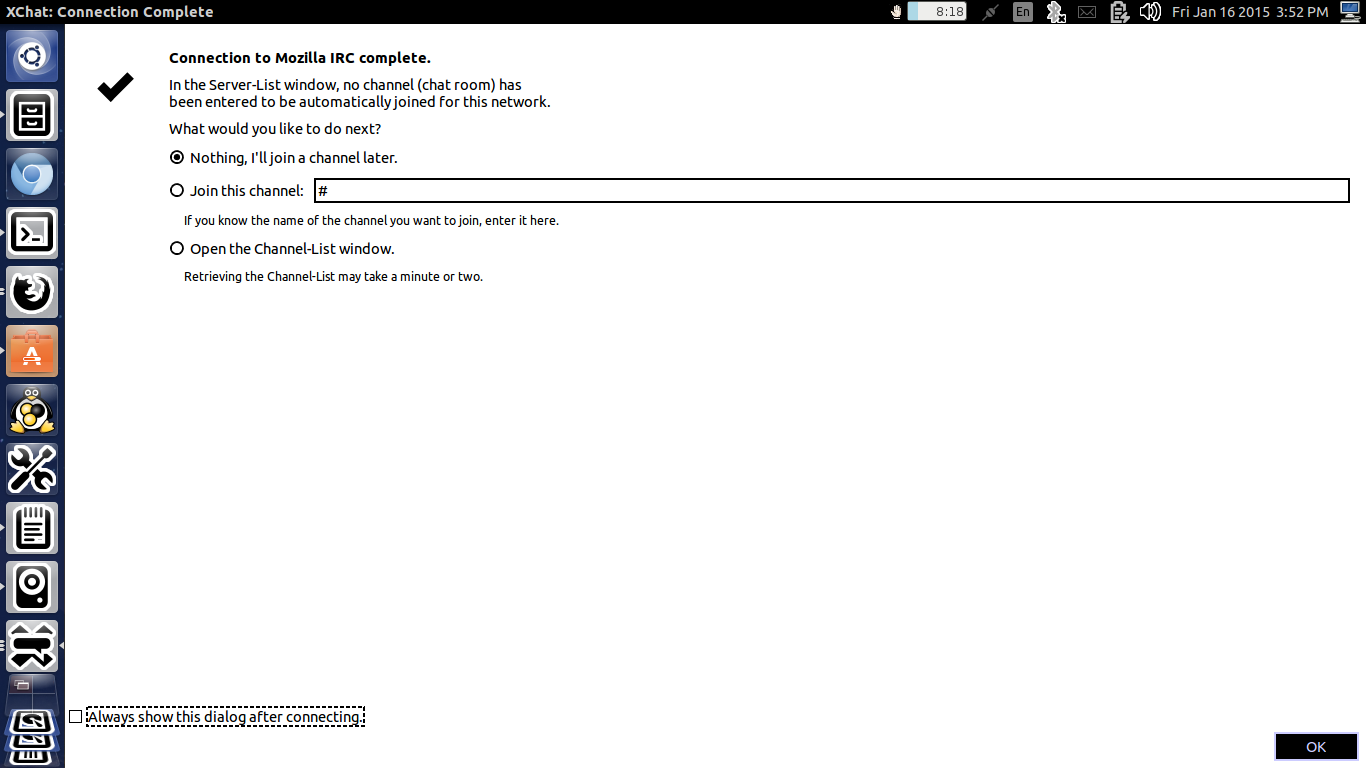 XChat: Connection Complete
8:18
En
Fri Jan 16 2015 3:52 PM
Connection to Mozilla IRC complete.
In the Server-List window, no channel (chat room) has
been entered to be automatically joined for this network.
What would you like to do next?
Nothing, I'll join a channel later.
Join this channel: #
If you know the name of the channel you want to join, enter it here.
Open the Channel-List window.
Retrieving the Channel-List may take a minute or two.
Always show this dialog after connecting.
OK